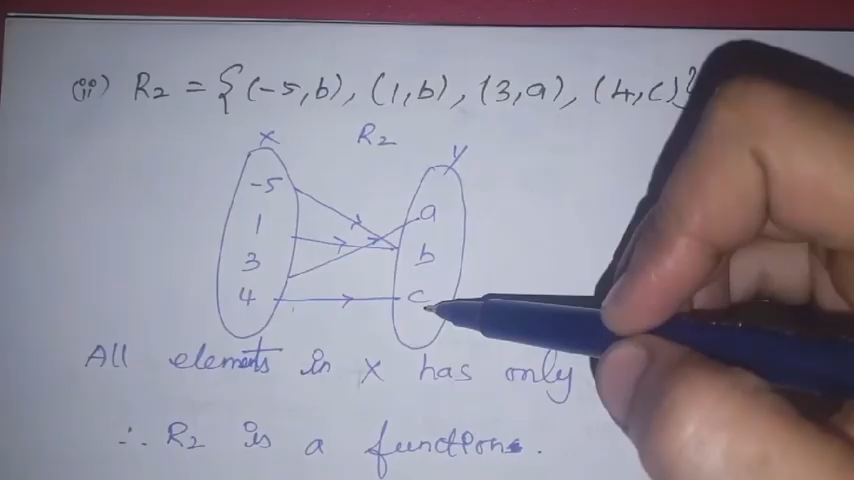 (ii) R2 = {(-5,b), (1,b), (3,a), (4,c)}
X R2 Y
-5
a
1
b
3
4 c
All elements in X has only
∴ R2 is a function.